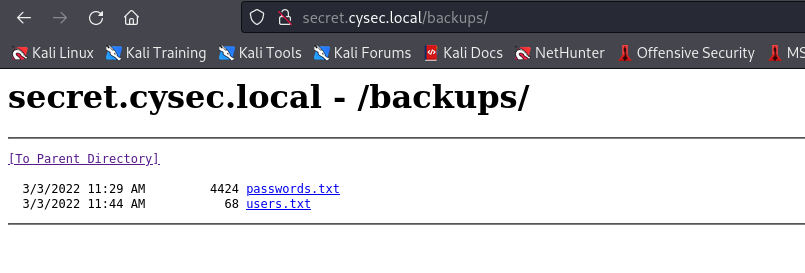 secret.cysec.local/backups/
Kali Linux Kali Training Kali Tools Kali Forums Kali Docs NetHunter Offensive Security MS
secret.cysec.local - /backups/
[To Parent Directory]
3/3/2022 11:29 AM 4424 passwords.txt
3/3/2022 11:44 AM 68 users.txt